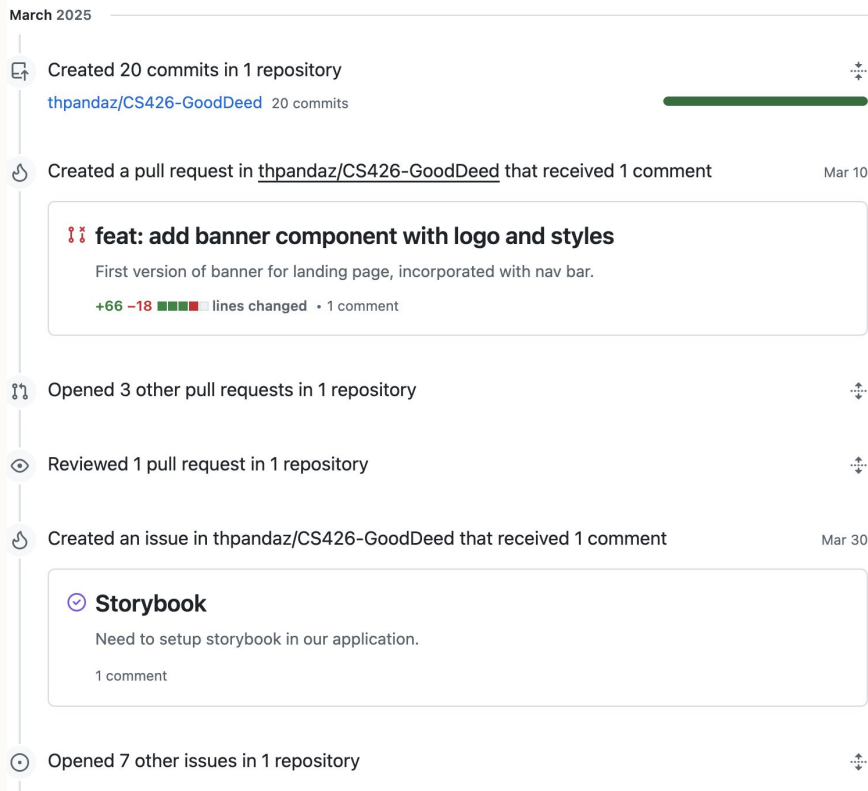 March 2025
Created 20 commits in 1 repository
thpandaz/CS426-GoodDeed 20 commits
Created a pull request in thpandaz/CS426-GoodDeed that received 1 comment Mar 10
feat: add banner component with logo and styles
First version of banner for landing page, incorporated with nav bar.
+66 −18 lines changed • 1 comment
Opened 3 other pull requests in 1 repository
Reviewed 1 pull request in 1 repository
Created an issue in thpandaz/CS426-GoodDeed that received 1 comment Mar 30
Storybook
Need to setup storybook in our application.
1 comment
Opened 7 other issues in 1 repository